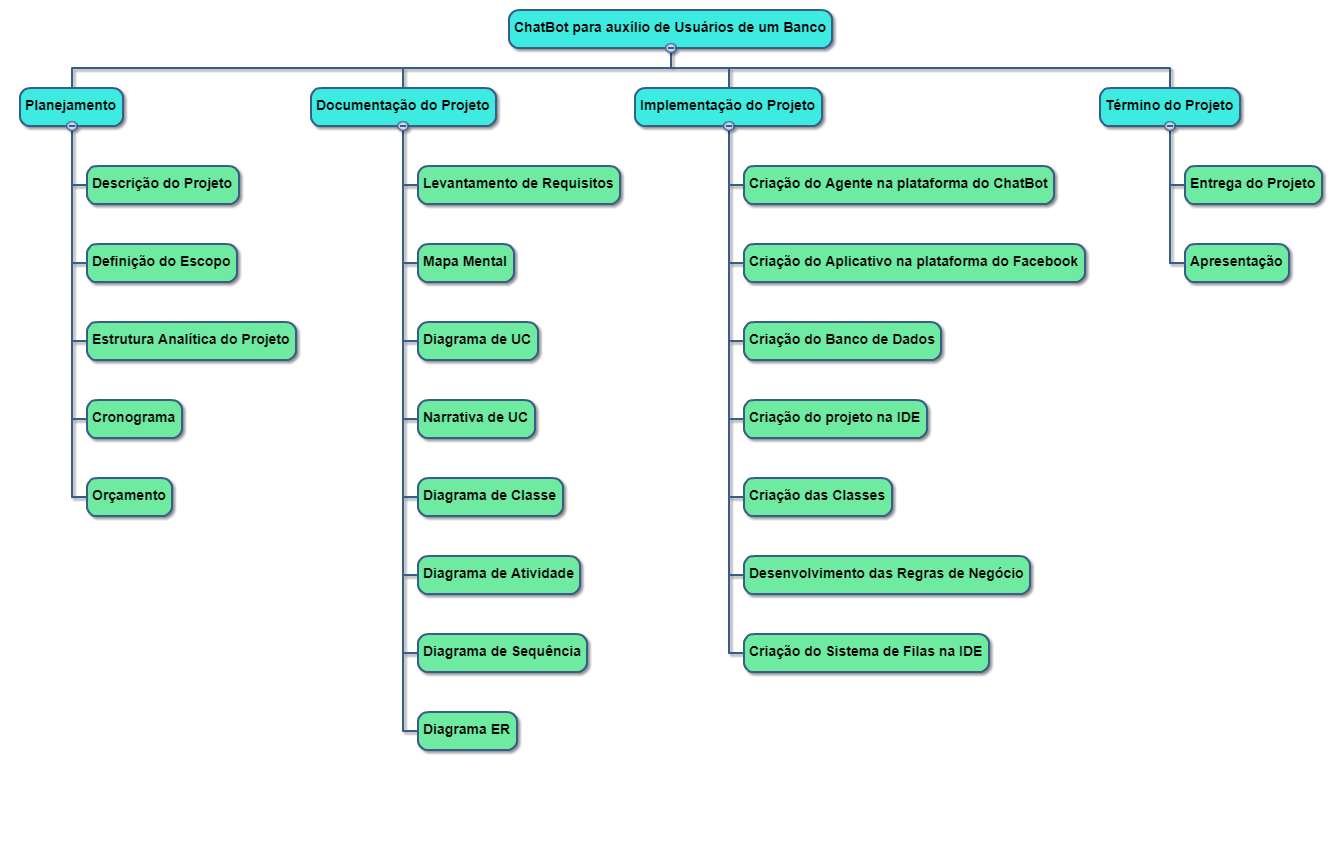 ChatBot para auxílio de Usuários de um Banco
Planejamento
Descrição do Projeto
Definição do Escopo
Estrutura Analítica do Projeto
Cronograma
Orçamento
Documentação do Projeto
Levantamento de Requisitos
Mapa Mental
Diagrama de UC
Narrativa de UC
Diagrama de Classe
Diagrama de Atividade
Diagrama de Sequência
Diagrama ER
Implementação do Projeto
Criação do Agente na plataforma do ChatBot
Criação do Aplicativo na plataforma do Facebook
Criação do Banco de Dados
Criação do projeto na IDE
Criação das Classes
Desenvolvimento das Regras de Negócio
Criação do Sistema de Filas na IDE
Término do Projeto
Entrega do Projeto
Apresentação